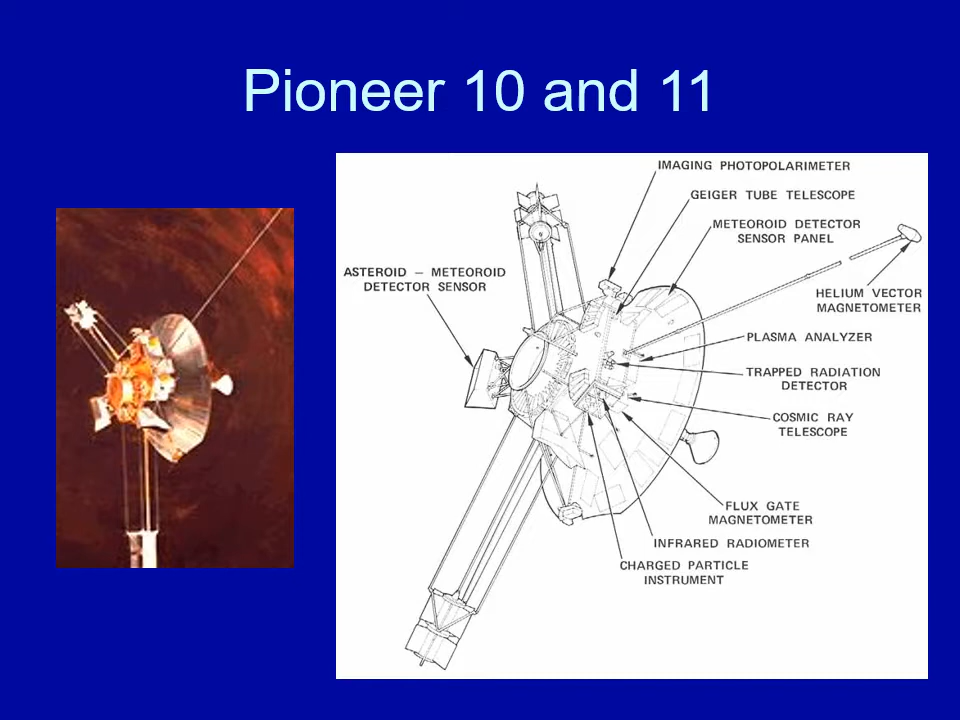 Pioneer 10 and 11
IMAGING PHOTOPOLARIMETER
GEIGER TUBE TELESCOPE
METEOROID DETECTOR
SENSOR PANEL
ASTEROID – METEOROID
DETECTOR SENSOR
HELIUM VECTOR
MAGNETOMETER
PLASMA ANALYZER
TRAPPED RADIATION
DETECTOR
COSMIC RAY
TELESCOPE
FLUX GATE
MAGNETOMETER
INFRARED RADIOMETER
CHARGED PARTICLE
INSTRUMENT